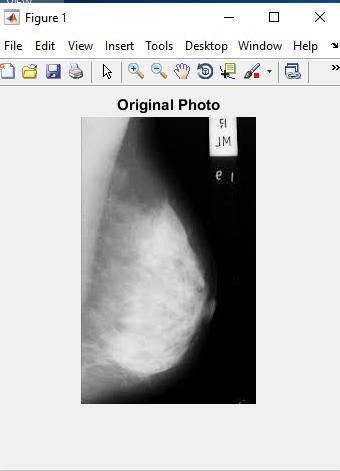 Figure 1
File Edit View Insert Tools Desktop Window Help
Original Photo
R
ML